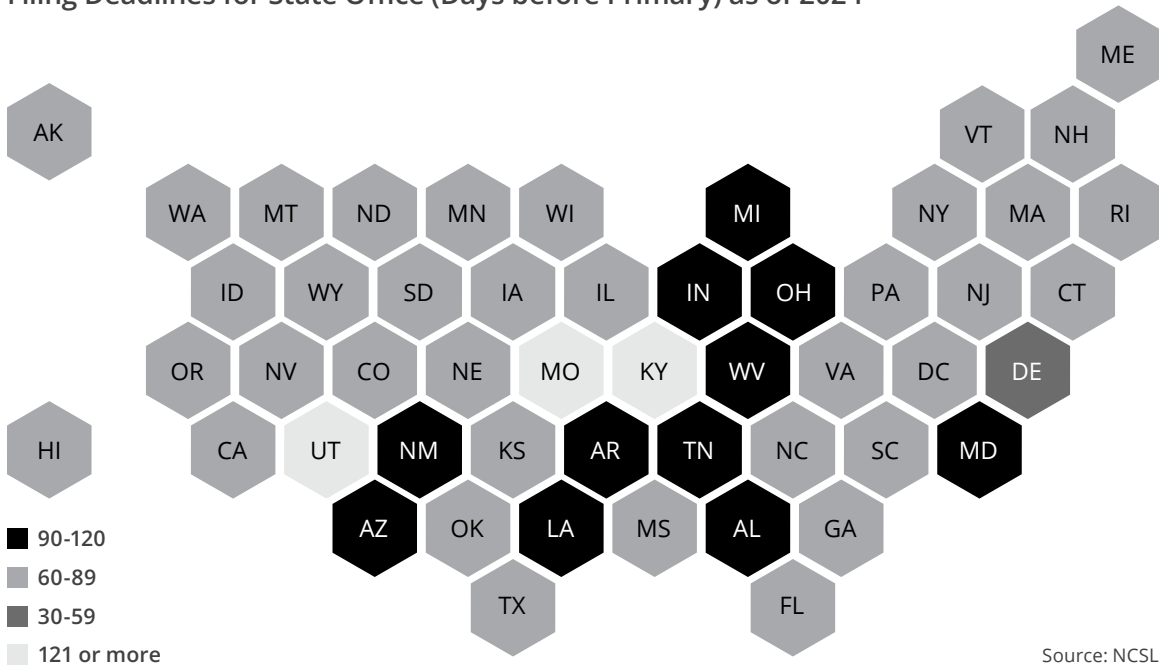 Filing Deadlines for State Office (Days before Primary) as of 2024
ME
AK
VT NH
WA MT ND MN WI MI NY MA RI
ID WY SD IA IL IN OH PA NJ CT
OR NV CO NE MO KY WV VA DC DE
HI CA UT NM KS AR TN NC SC MD
AZ OK LA MS AL GA
90-120
60-89
TX FL
30-59
121 or more
Source: NCSL